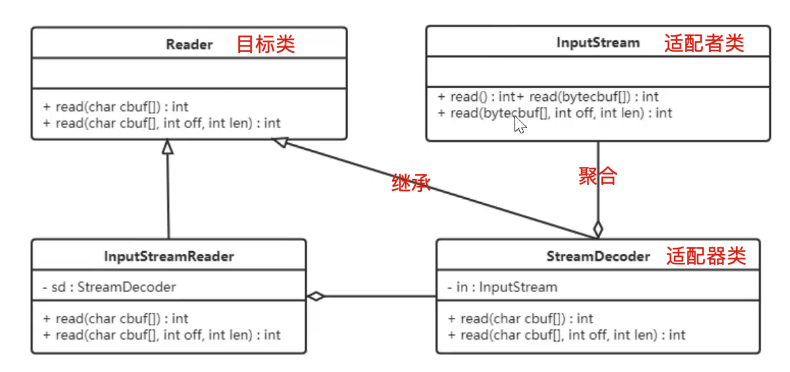 Reader 目标类
+ read(char cbuf[]) : int
+ read(char cbuf[], int off, int len) : int
InputStream 适配者类
+ read() : int+ read(bytecbuf[]) : int
+ read(bytecbuf[], int off, int len) : int
继承
聚合
InputStreamReader
- sd : StreamDecoder
+ read(char cbuf[]) : int
+ read(char cbuf[], int off, int len) : int
StreamDecoder 适配器类
- in : InputStream
+ read(char cbuf[]) : int
+ read(char cbuf[], int off, int len) : int